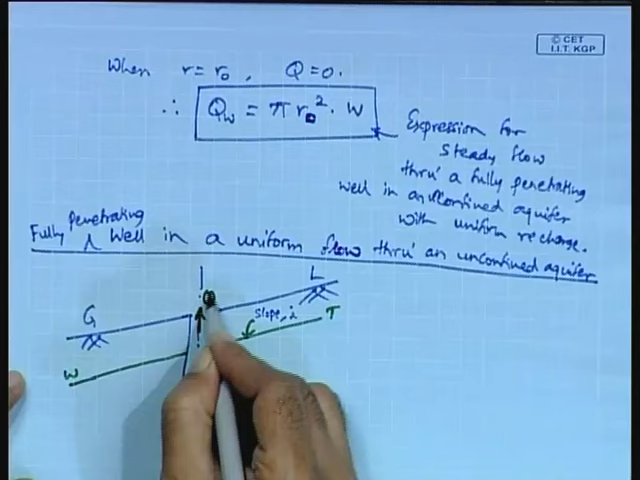 © CET
I.I.T. KGP
When r = r₀, Q = 0.
∴ Qw = π r₀² · W
Expression for
steady flow
thru' a fully penetrating
well in an unconfined aquifer
with uniform recharge.
Fully penetrating Well in a uniform flow thru' an unconfined aquifer
G L
slope, i
W T